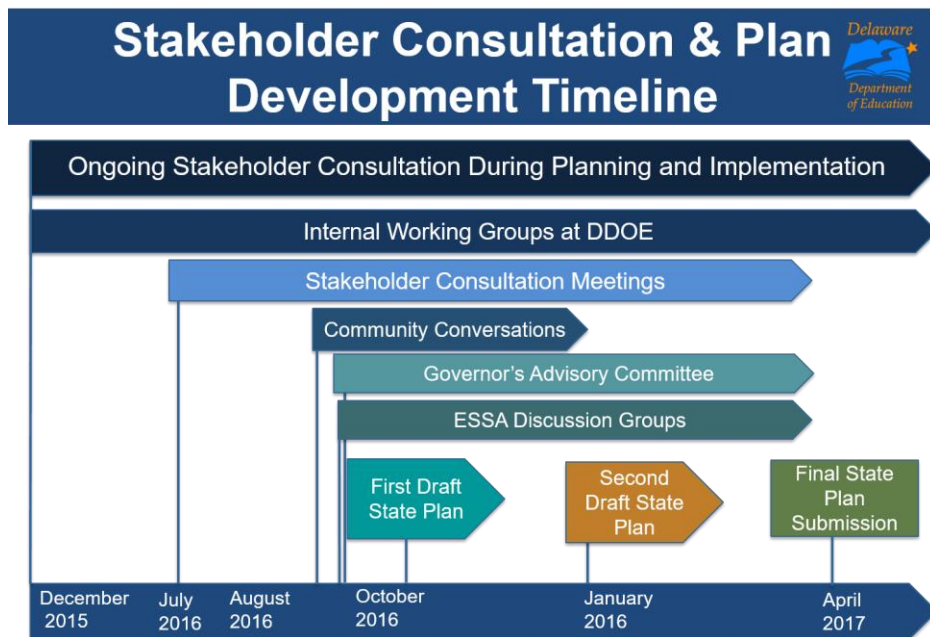 Stakeholder Consultation & Plan
Development Timeline
Delaware
Department
of Education
Ongoing Stakeholder Consultation During Planning and Implementation
Internal Working Groups at DDOE
Stakeholder Consultation Meetings
Community Conversations
Governor's Advisory Committee
ESSA Discussion Groups
First Draft
State Plan
Second
Draft State
Plan
Final State
Plan
Submission
December
2015
July
2016
August
2016
October
2016
January
2016
April
2017